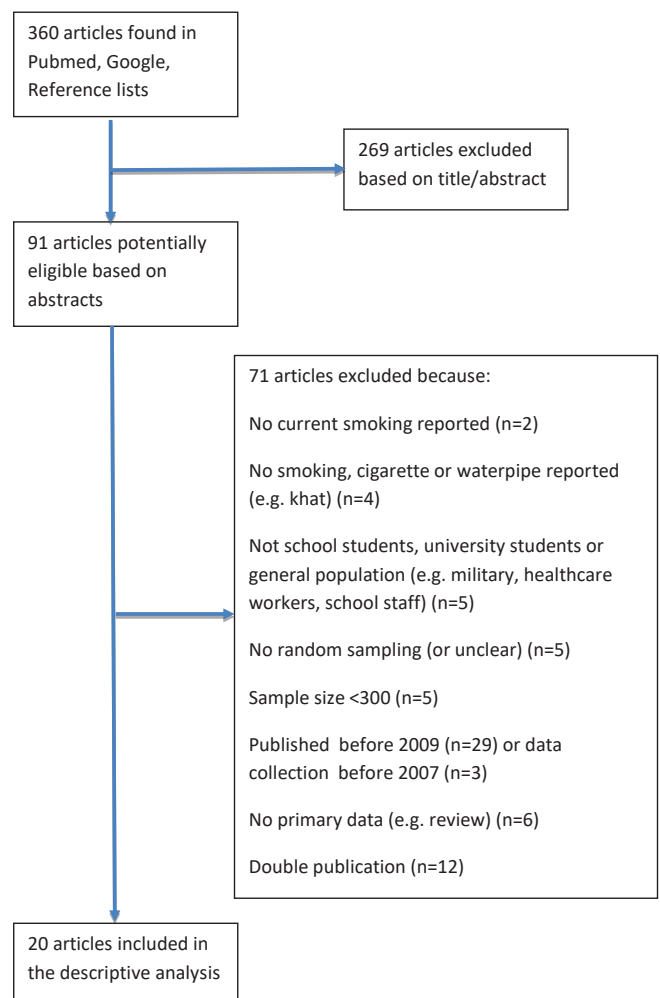 360 articles found in
Pubmed, Google,
Reference lists
269 articles excluded
based on title/abstract
91 articles potentially
eligible based on
abstracts
71 articles excluded because:
No current smoking reported (n=2)
No smoking, cigarette or waterpipe reported
(e.g. khat) (n=4)
Not school students, university students or
general population (e.g. military, healthcare
workers, school staff) (n=5)
No random sampling (or unclear) (n=5)
Sample size <300 (n=5)
Published before 2009 (n=29) or data
collection before 2007 (n=3)
No primary data (e.g. review) (n=6)
Double publication (n=12)
20 articles included in
the descriptive analysis